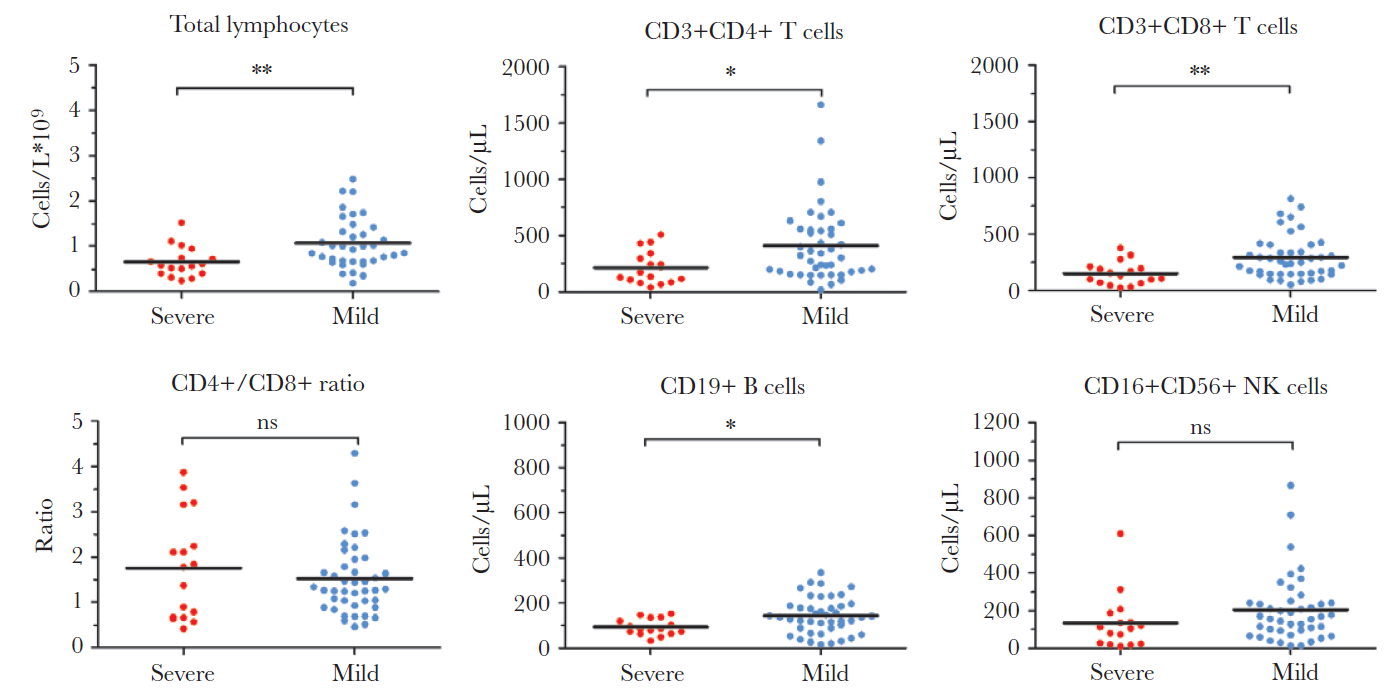 Total lymphocytes
Cells/L*10⁹
5
4
3
2
1
0
**
Severe
Mild
CD3+CD4+ T cells
Cells/µL
2000
1500
1000
500
0
*
Severe
Mild
CD3+CD8+ T cells
Cells/µL
2000
1500
1000
500
0
**
Severe
Mild
CD4+/CD8+ ratio
Ratio
5
4
3
2
1
0
ns
Severe
Mild
CD19+ B cells
Cells/µL
1000
800
600
400
200
0
*
Severe
Mild
CD16+CD56+ NK cells
Cells/µL
1200
1000
800
600
400
200
0
ns
Severe
Mild